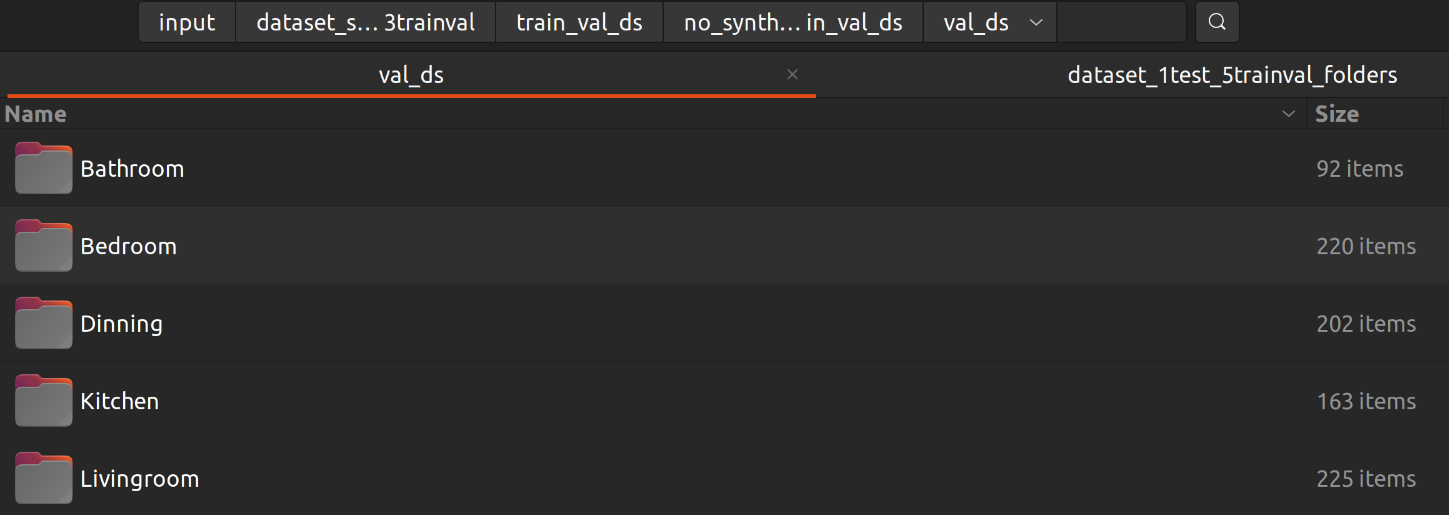 input dataset_s... 3trainval train_val_ds no_synth... in_val_ds val_ds
val_ds × dataset_1test_5trainval_folders
Name Size
Bathroom 92 items
Bedroom 220 items
Dinning 202 items
Kitchen 163 items
Livingroom 225 items